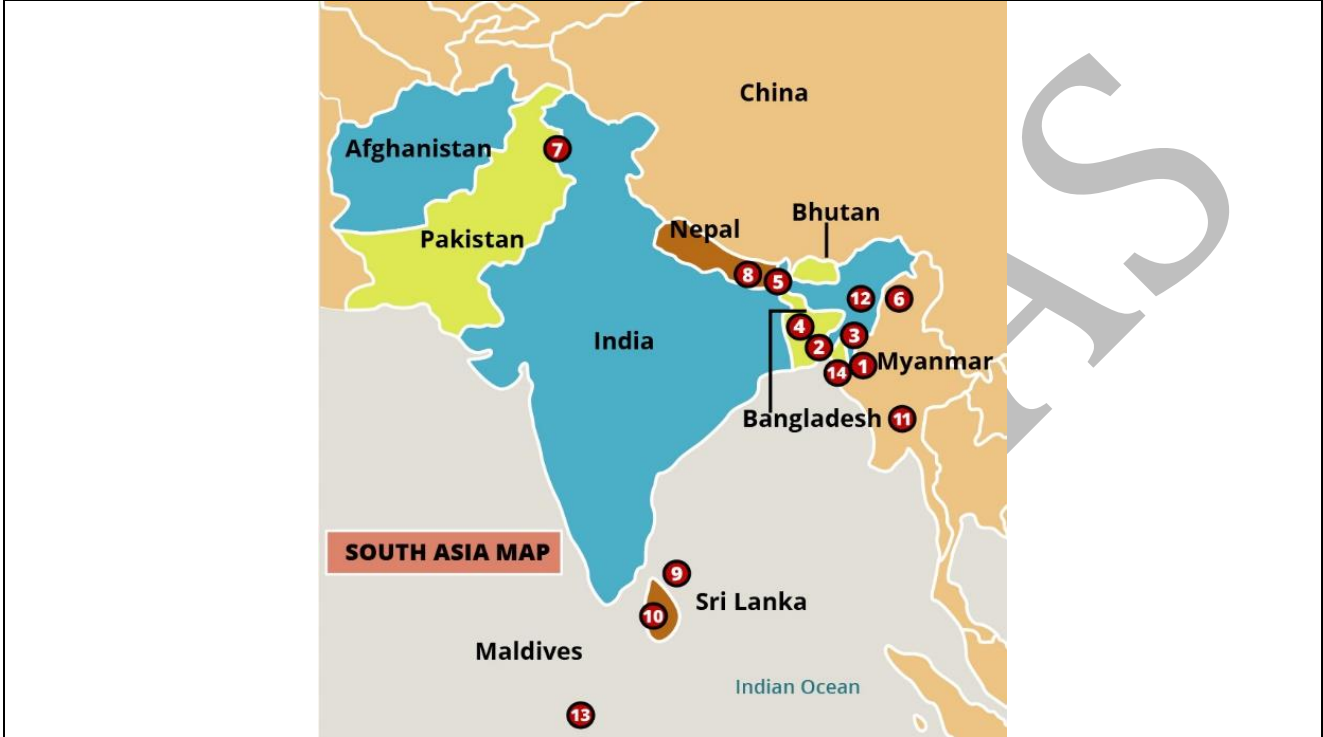 China
Afghanistan
7
Bhutan
Nepal
Pakistan
8
5
12
6
4
3
India
2
Myanmar
1
14
Bangladesh
11
SOUTH ASIA MAP
9
Sri Lanka
10
Maldives
Indian Ocean
13
AS